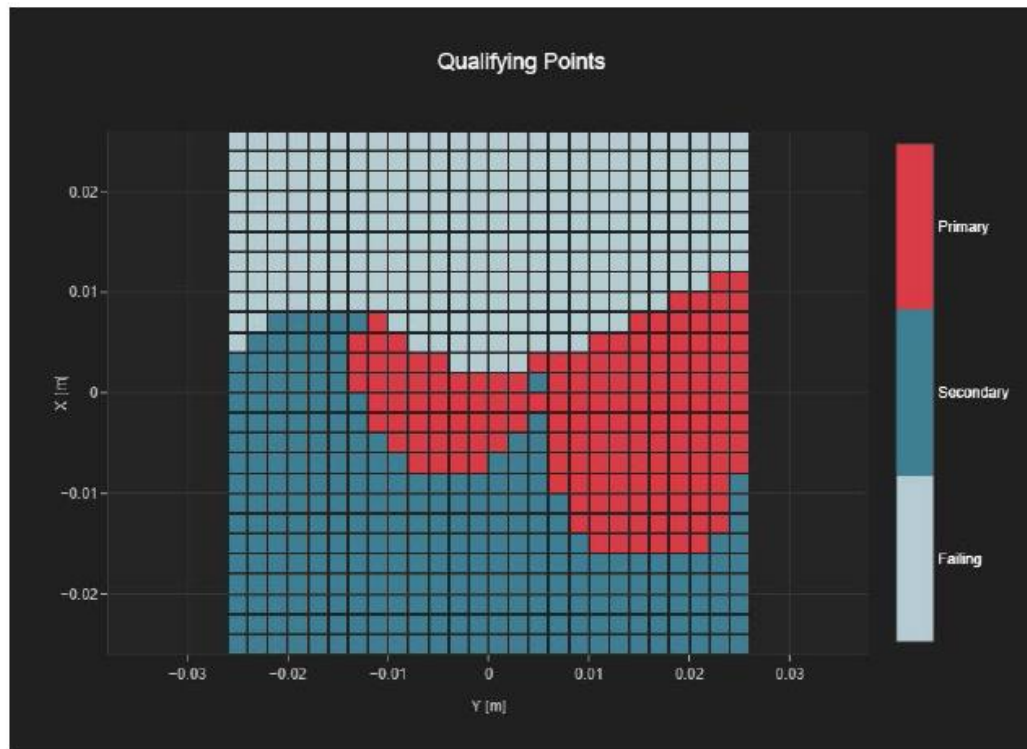 Qualifying Points
0.02
0.01
0
−0.01
−0.02
X [m]
−0.03
−0.02
−0.01
0
0.01
0.02
0.03
Y [m]
Primary
Secondary
Failing